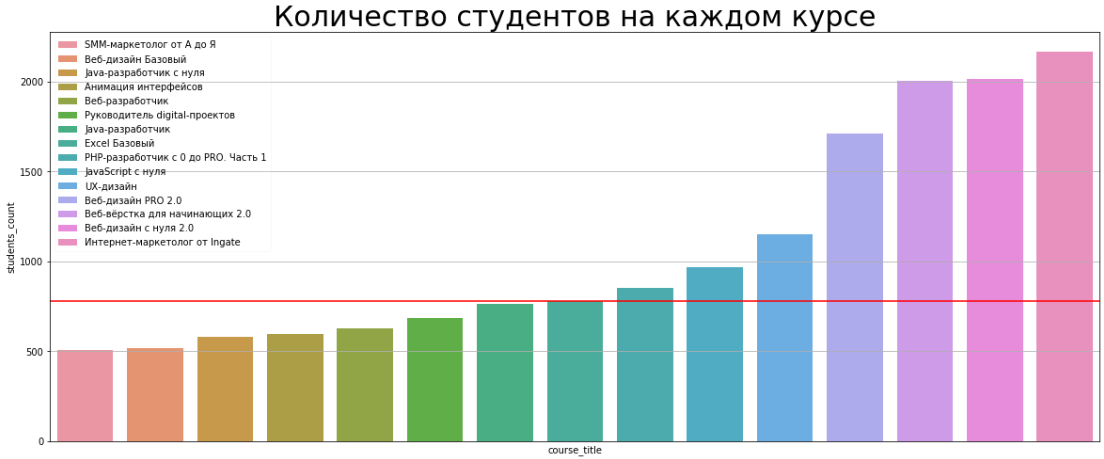 Количество студентов на каждом курсе
SMM-маркетолог от А до Я
Веб-дизайн Базовый
Java-разработчик с нуля
Анимация интерфейсов
Веб-разработчик
Руководитель digital-проектов
Java-разработчик
Excel Базовый
PHP-разработчик с 0 до PRO. Часть 1
JavaScript с нуля
UX-дизайн
Веб-дизайн PRO 2.0
Веб-вёрстка для начинающих 2.0
Веб-дизайн с нуля 2.0
Интернет-маркетолог от Ingate
2000
1500
1000
500
0
students_count
course_title